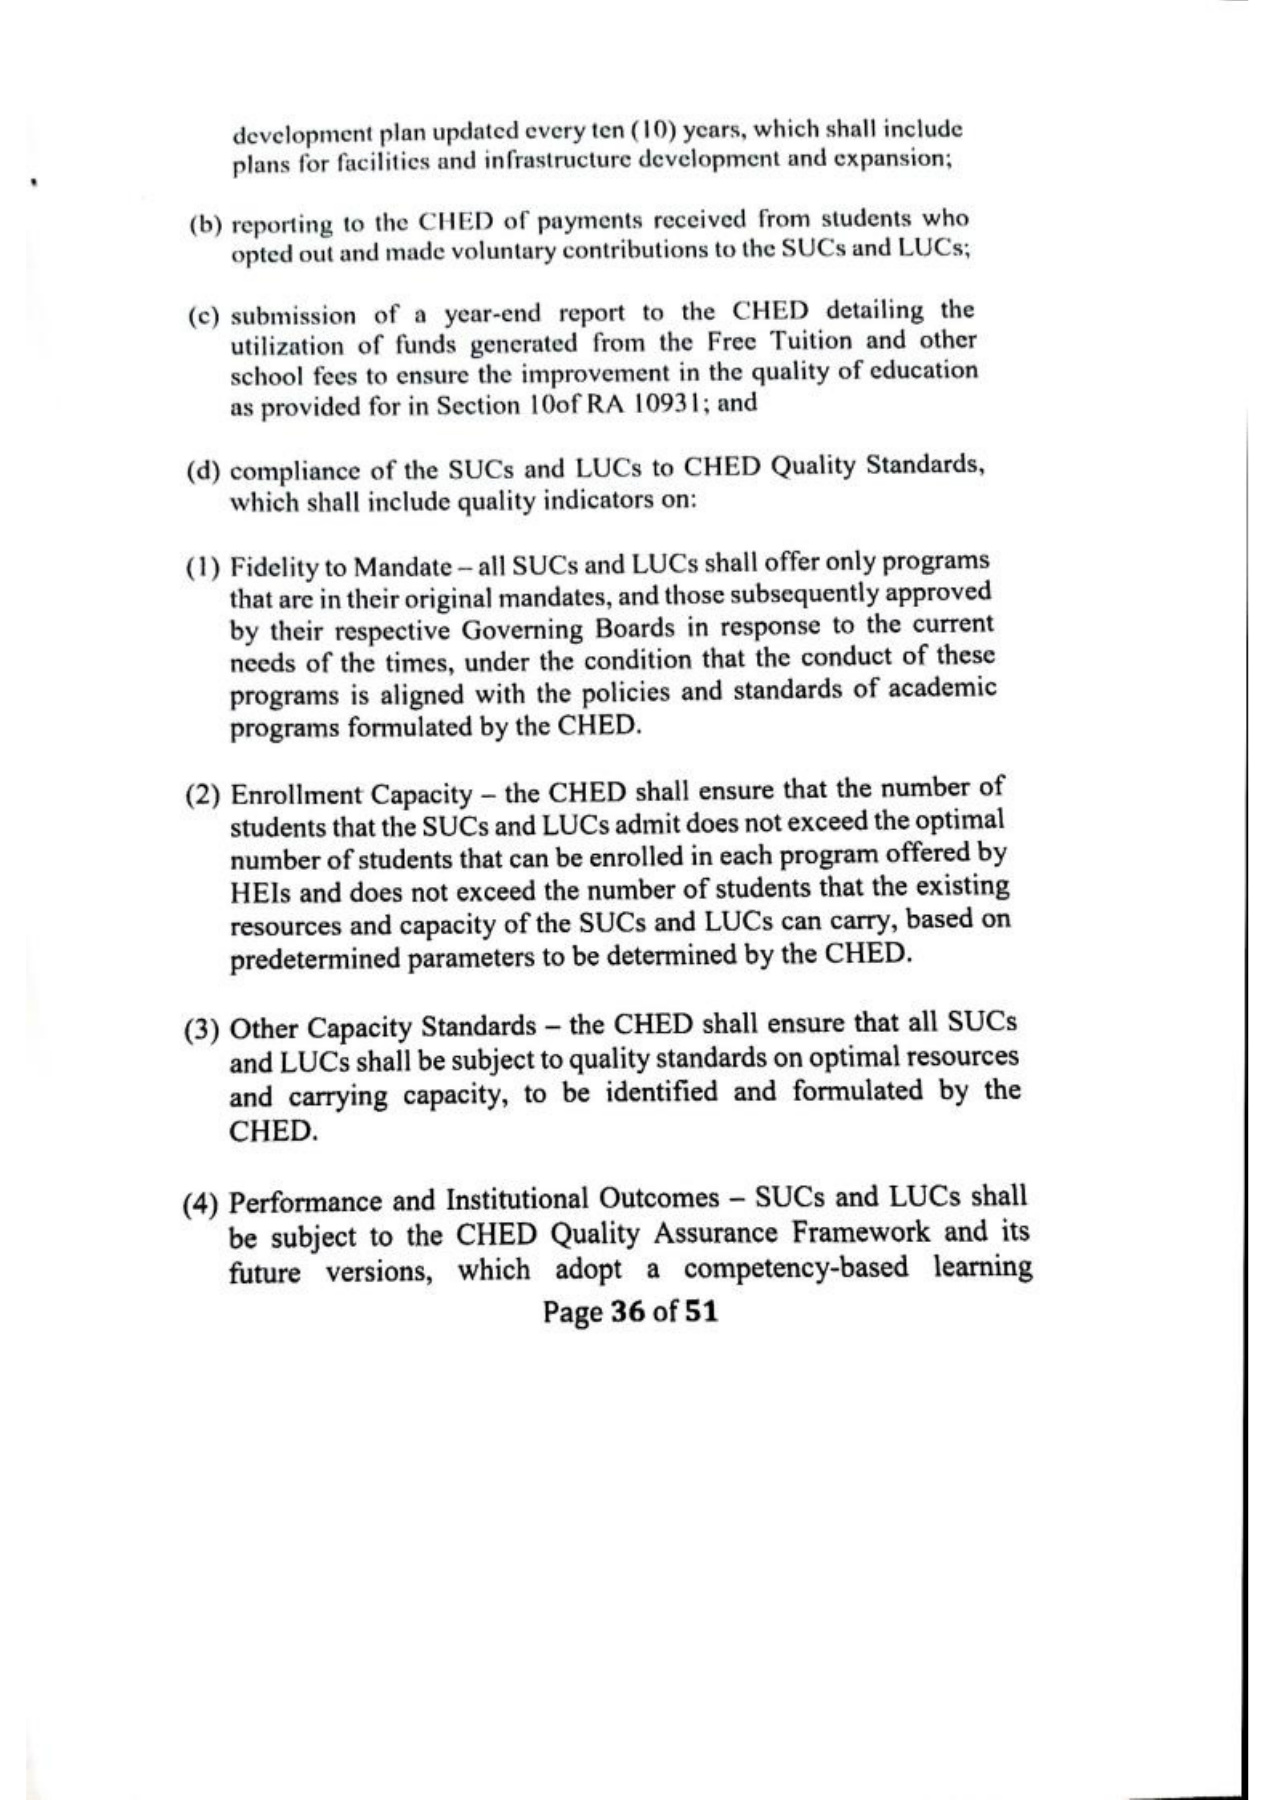 development plan updated every ten (10) years, which shall include
plans for facilities and infrastructure development and expansion;
(b) reporting to the CHED of payments received from students who
opted out and made voluntary contributions to the SUCs and LUCs;
(c) submission of a year-end report to the CHED detailing the
utilization of funds generated from the Free Tuition and other
school fees to ensure the improvement in the quality of education
as provided for in Section 10of RA 10931; and
(d) compliance of the SUCs and LUCs to CHED Quality Standards,
which shall include quality indicators on:
(1) Fidelity to Mandate – all SUCs and LUCs shall offer only programs
that are in their original mandates, and those subsequently approved
by their respective Governing Boards in response to the current
needs of the times, under the condition that the conduct of these
programs is aligned with the policies and standards of academic
programs formulated by the CHED.
(2) Enrollment Capacity – the CHED shall ensure that the number of
students that the SUCs and LUCs admit does not exceed the optimal
number of students that can be enrolled in each program offered by
HEIs and does not exceed the number of students that the existing
resources and capacity of the SUCs and LUCs can carry, based on
predetermined parameters to be determined by the CHED.
(3) Other Capacity Standards – the CHED shall ensure that all SUCs
and LUCs shall be subject to quality standards on optimal resources
and carrying capacity, to be identified and formulated by the
CHED.
(4) Performance and Institutional Outcomes – SUCs and LUCs shall
be subject to the CHED Quality Assurance Framework and its
future versions, which adopt a competency-based learning
Page 36 of 51